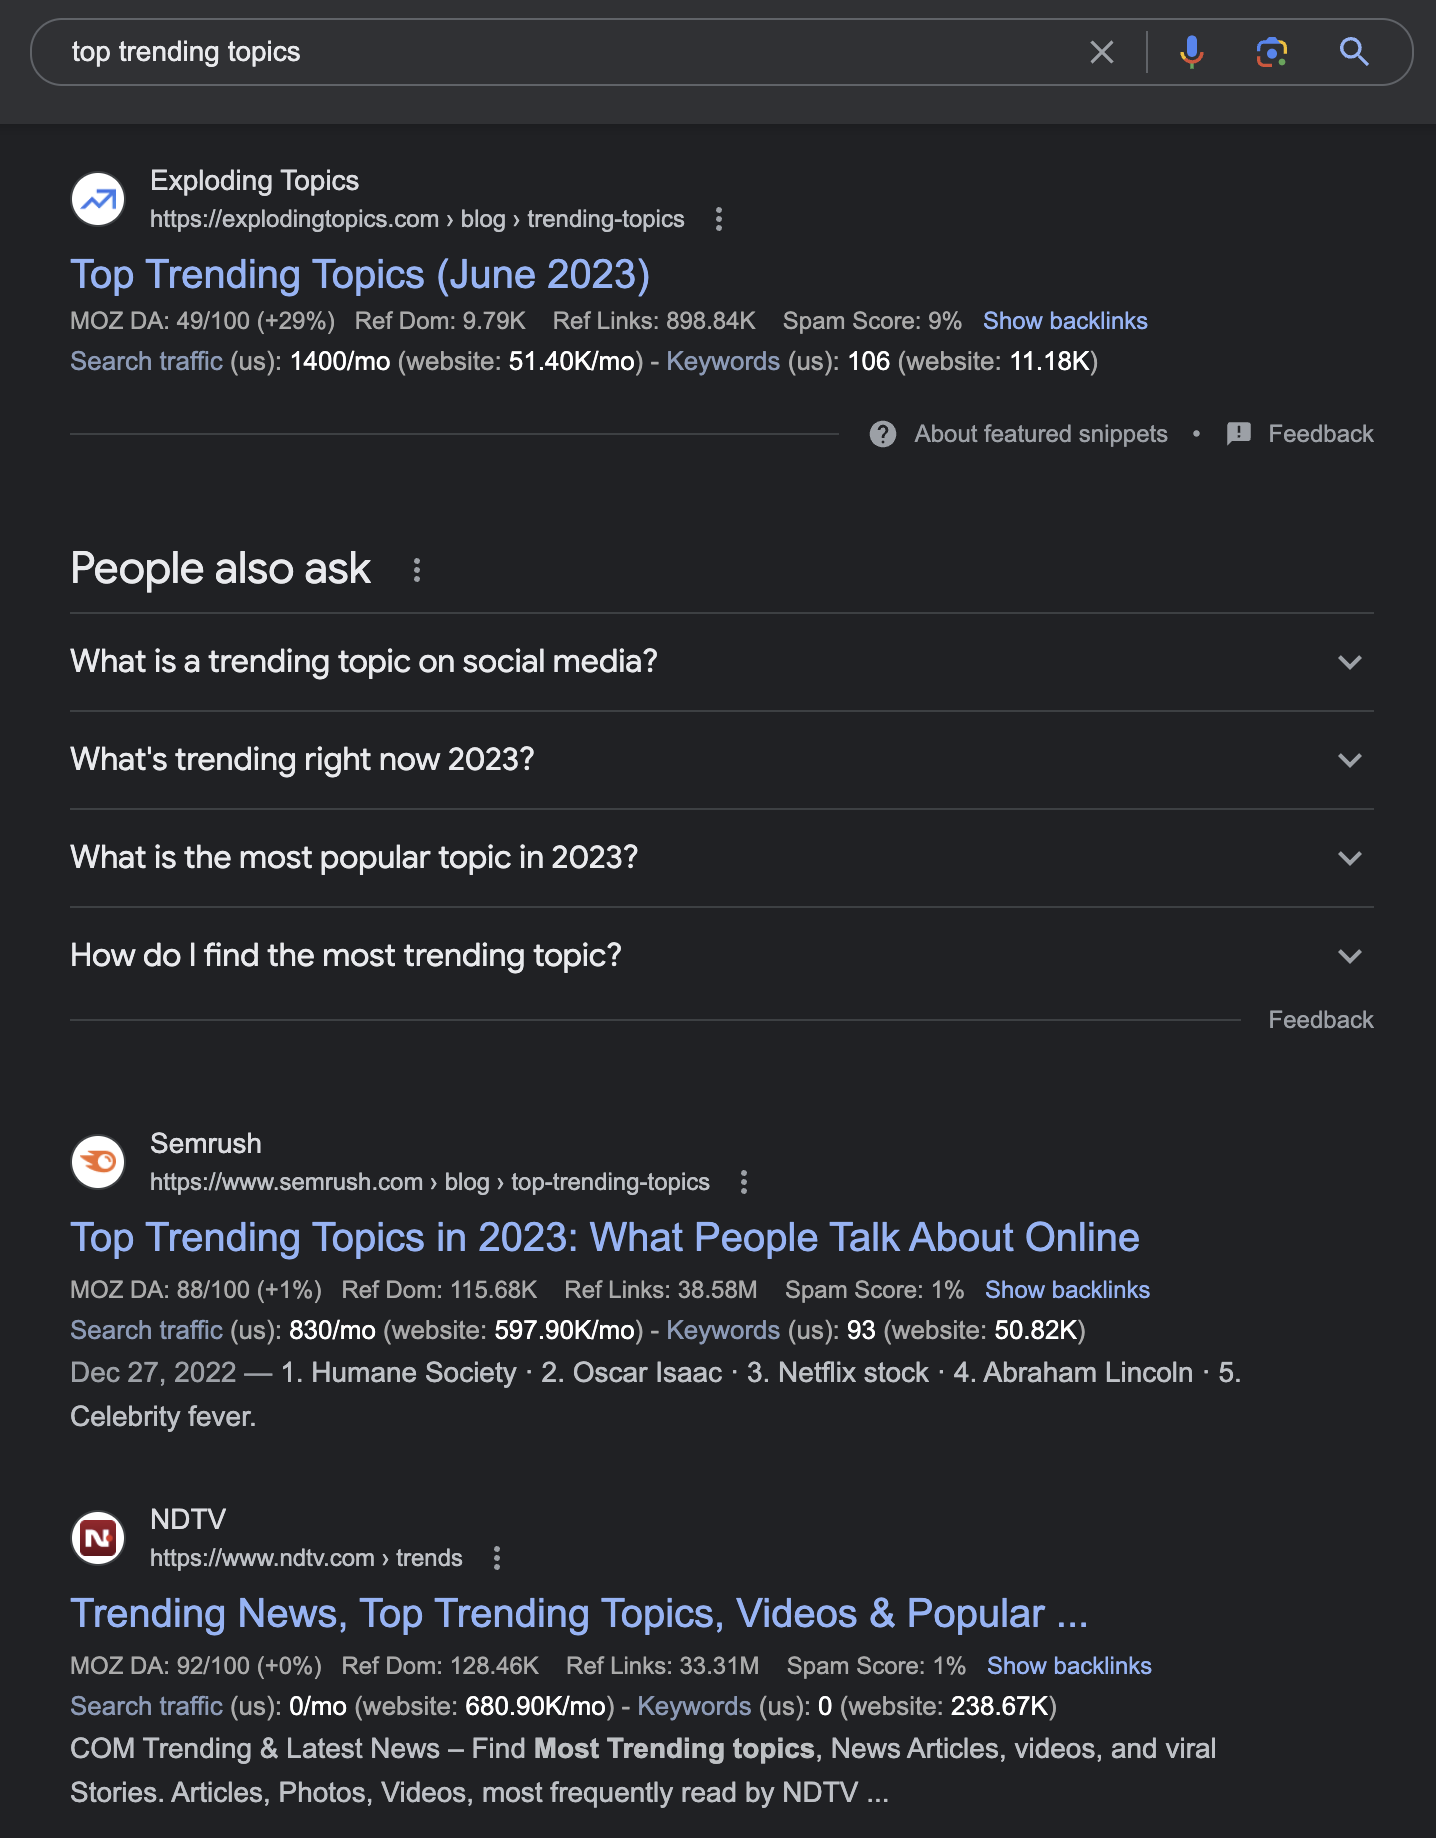 top trending topics
Exploding Topics
https://explodingtopics.com › blog › trending-topics
Top Trending Topics (June 2023)
MOZ DA: 49/100 (+29%) Ref Dom: 9.79K Ref Links: 898.84K Spam Score: 9% Show backlinks
Search traffic (us): 1400/mo (website: 51.40K/mo) - Keywords (us): 106 (website: 11.18K)
About featured snippets • Feedback
People also ask
What is a trending topic on social media?
What's trending right now 2023?
What is the most popular topic in 2023?
How do I find the most trending topic?
Feedback
Semrush
https://www.semrush.com › blog › top-trending-topics
Top Trending Topics in 2023: What People Talk About Online
MOZ DA: 88/100 (+1%) Ref Dom: 115.68K Ref Links: 38.58M Spam Score: 1% Show backlinks
Search traffic (us): 830/mo (website: 597.90K/mo) - Keywords (us): 93 (website: 50.82K)
Dec 27, 2022 — 1. Humane Society · 2. Oscar Isaac · 3. Netflix stock · 4. Abraham Lincoln · 5.
Celebrity fever.
NDTV
https://www.ndtv.com › trends
Trending News, Top Trending Topics, Videos & Popular ...
MOZ DA: 92/100 (+0%) Ref Dom: 128.46K Ref Links: 33.31M Spam Score: 1% Show backlinks
Search traffic (us): 0/mo (website: 680.90K/mo) - Keywords (us): 0 (website: 238.67K)
COM Trending & Latest News – Find Most Trending topics, News Articles, videos, and viral
Stories. Articles, Photos, Videos, most frequently read by NDTV ...